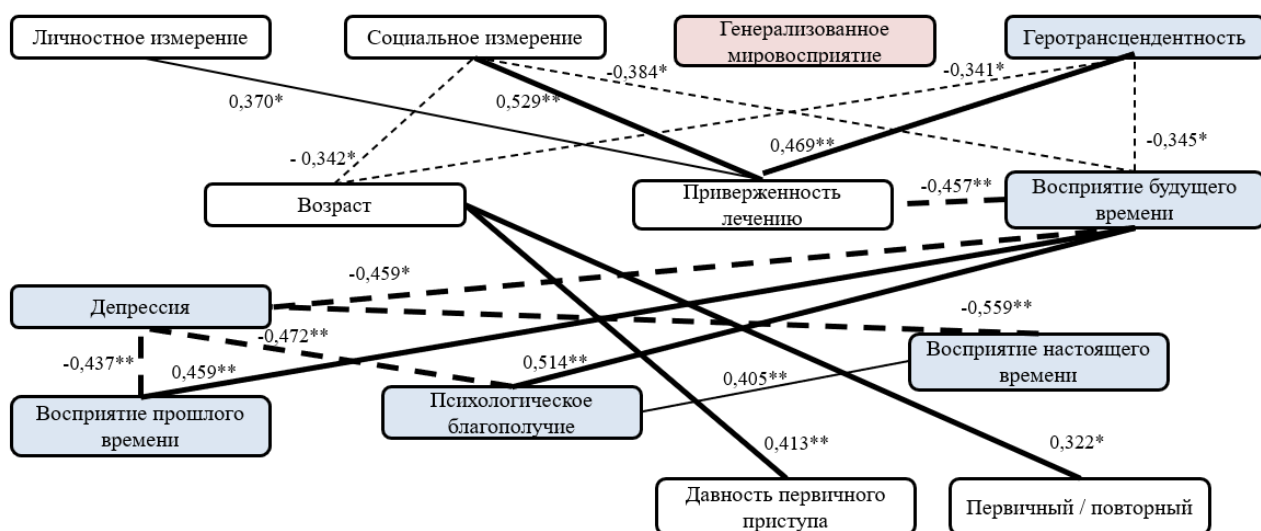 Личностное измерение
Социальное измерение
Генерализованное
мировосприятие
Геротрансцендентность
0,370*
0,529**
-0,384*
-0,341*
- 0,342*
0,469**
-0,345*
Возраст
Приверженность
лечению
-0,457**
Восприятие будущего
времени
-0,459*
Депрессия
-0,472**
-0,559**
-0,437**
0,459**
0,514**
0,405**
Восприятие настоящего
времени
Восприятие прошлого
времени
Психологическое
благополучие
0,413**
0,322*
Давность первичного
приступа
Первичный / повторный